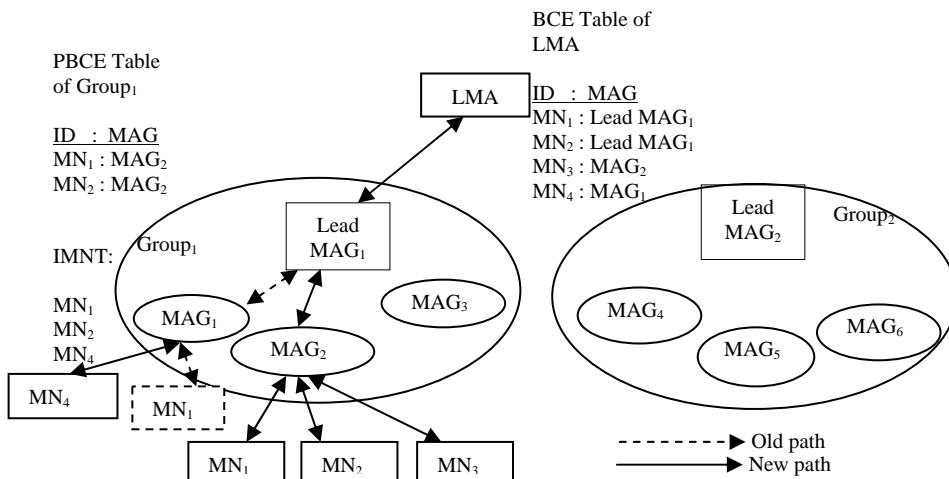 PBCE Table
of Group₁
ID : MAG
MN₁ : MAG₂
MN₂ : MAG₂
IMNT:
MN₁
MN₂
MN₄
BCE Table of
LMA
ID : MAG
MN₁ : Lead MAG₁
MN₂ : Lead MAG₁
MN₃ : MAG₂
MN₄ : MAG₁
LMA
Group₁
Lead
MAG₁
MAG₁
MAG₂
MAG₃
Lead
MAG₂
Group₂
MAG₄
MAG₅
MAG₆
MN₄
MN₁
MN₁
MN₂
MN₃
Old path
New path